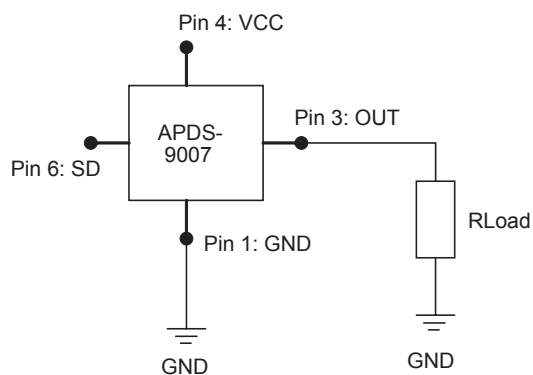 Pin 4: VCC
APDS-
9007
Pin 3: OUT
Pin 6: SD
RLoad
Pin 1: GND
GND
GND